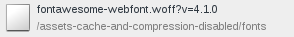 fontawesome-webfont.woff?v=4.1.0
/assets-cache-and-compression-disabled/fonts